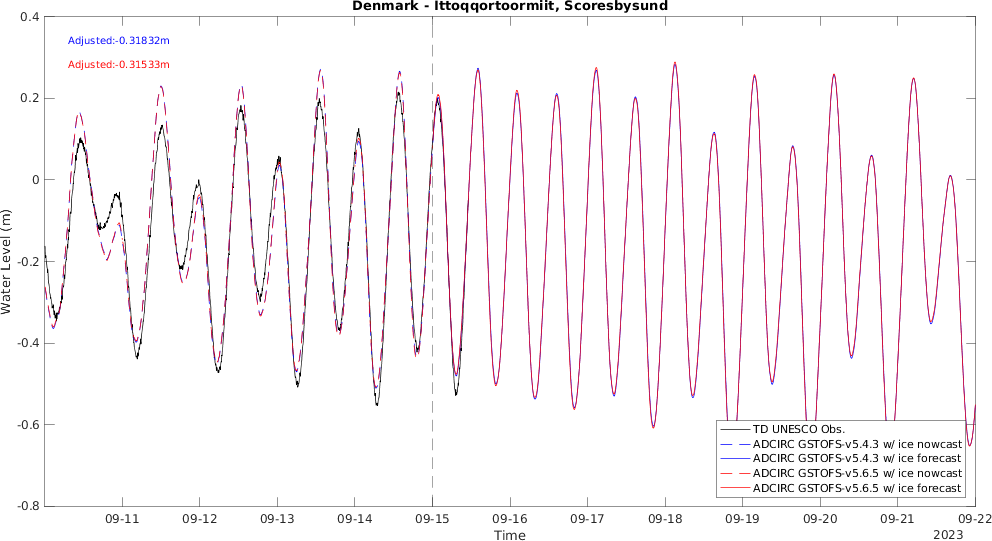 Denmark - Ittoqqortoormiit, Scoresbysund
Adjusted:-0.31832m
Adjusted:-0.31533m
0.4
0.2
0
-0.2
-0.4
-0.6
-0.8
Water Level (m)
TD UNESCO Obs.
ADCIRC GSTOFS-v5.4.3 w/ ice nowcast
ADCIRC GSTOFS-v5.4.3 w/ ice forecast
ADCIRC GSTOFS-v5.6.5 w/ ice nowcast
ADCIRC GSTOFS-v5.6.5 w/ ice forecast
09-11 09-12 09-13 09-14 09-15 09-16 09-17 09-18 09-19 09-20 09-21 09-22
Time
2023